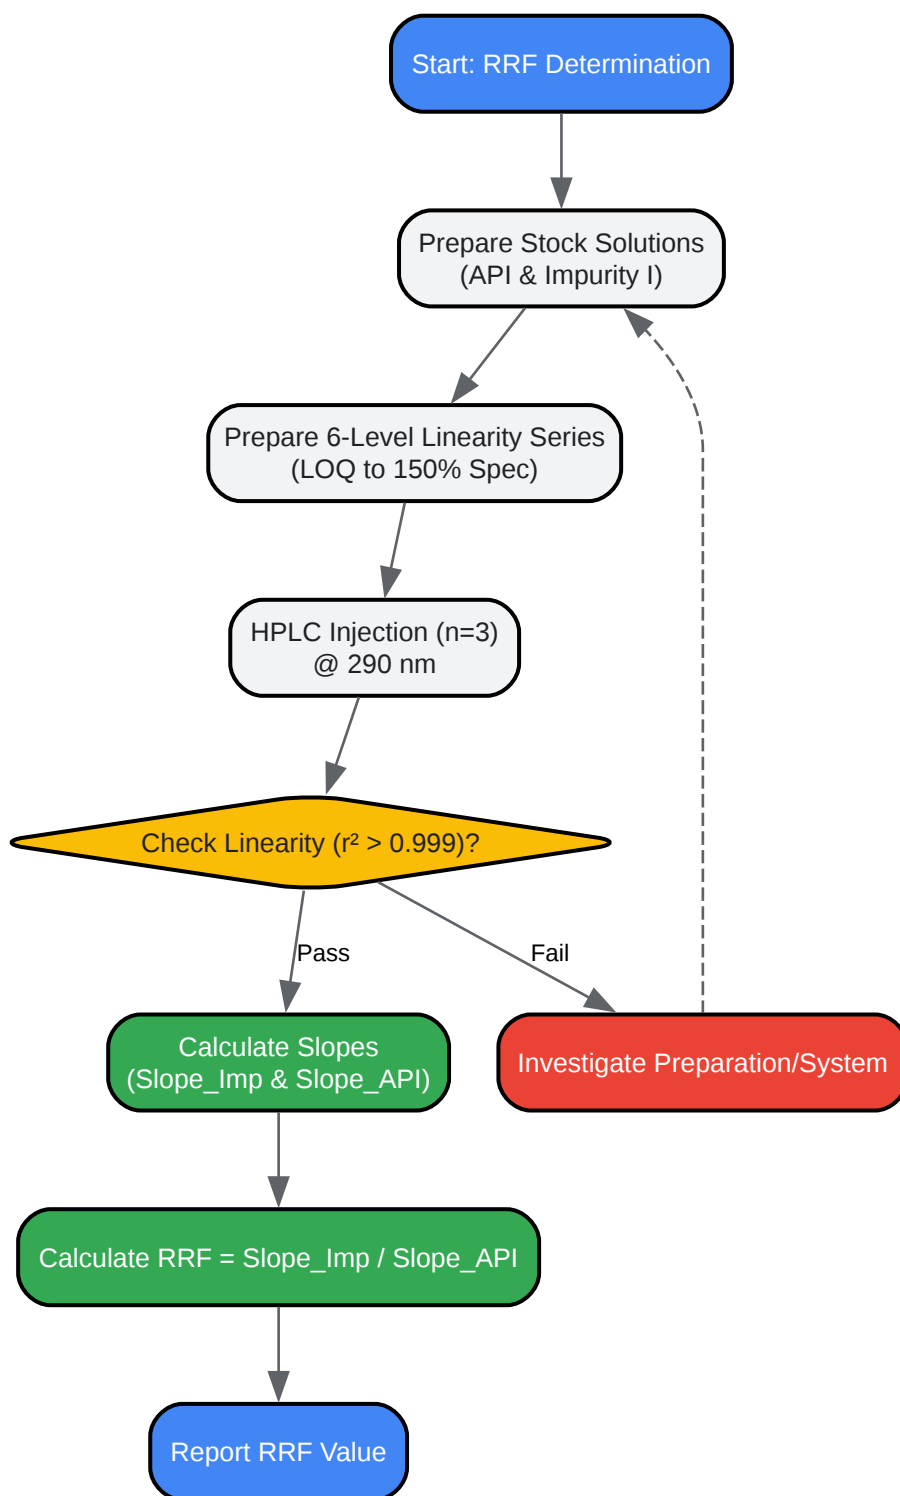 Start: RRF Determination
Prepare Stock Solutions
(API & Impurity I)
Prepare 6-Level Linearity Series
(LOQ to 150% Spec)
HPLC Injection (n=3)
@ 290 nm
Check Linearity (r² > 0.999)?
Pass
Fail
Calculate Slopes
(Slope_Imp & Slope_API)
Investigate Preparation/System
Calculate RRF = Slope_Imp / Slope_API
Report RRF Value